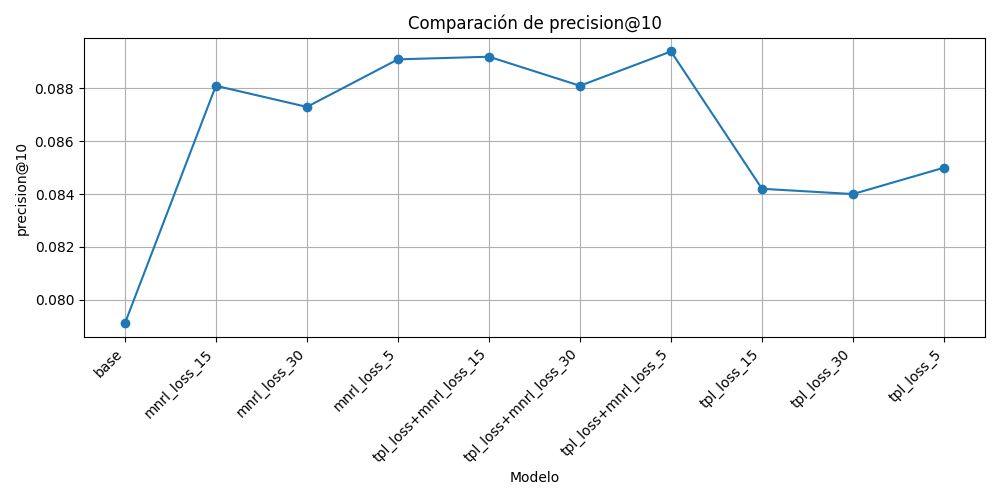 Comparación de precision@10
precision@10
0.088
0.086
0.084
0.082
0.080
base
mnrl_loss_15
mnrl_loss_30
mnrl_loss_5
tpl_loss+mnrl_loss_15
tpl_loss+mnrl_loss_30
tpl_loss+mnrl_loss_5
tpl_loss_15
tpl_loss_30
tpl_loss_5
Modelo